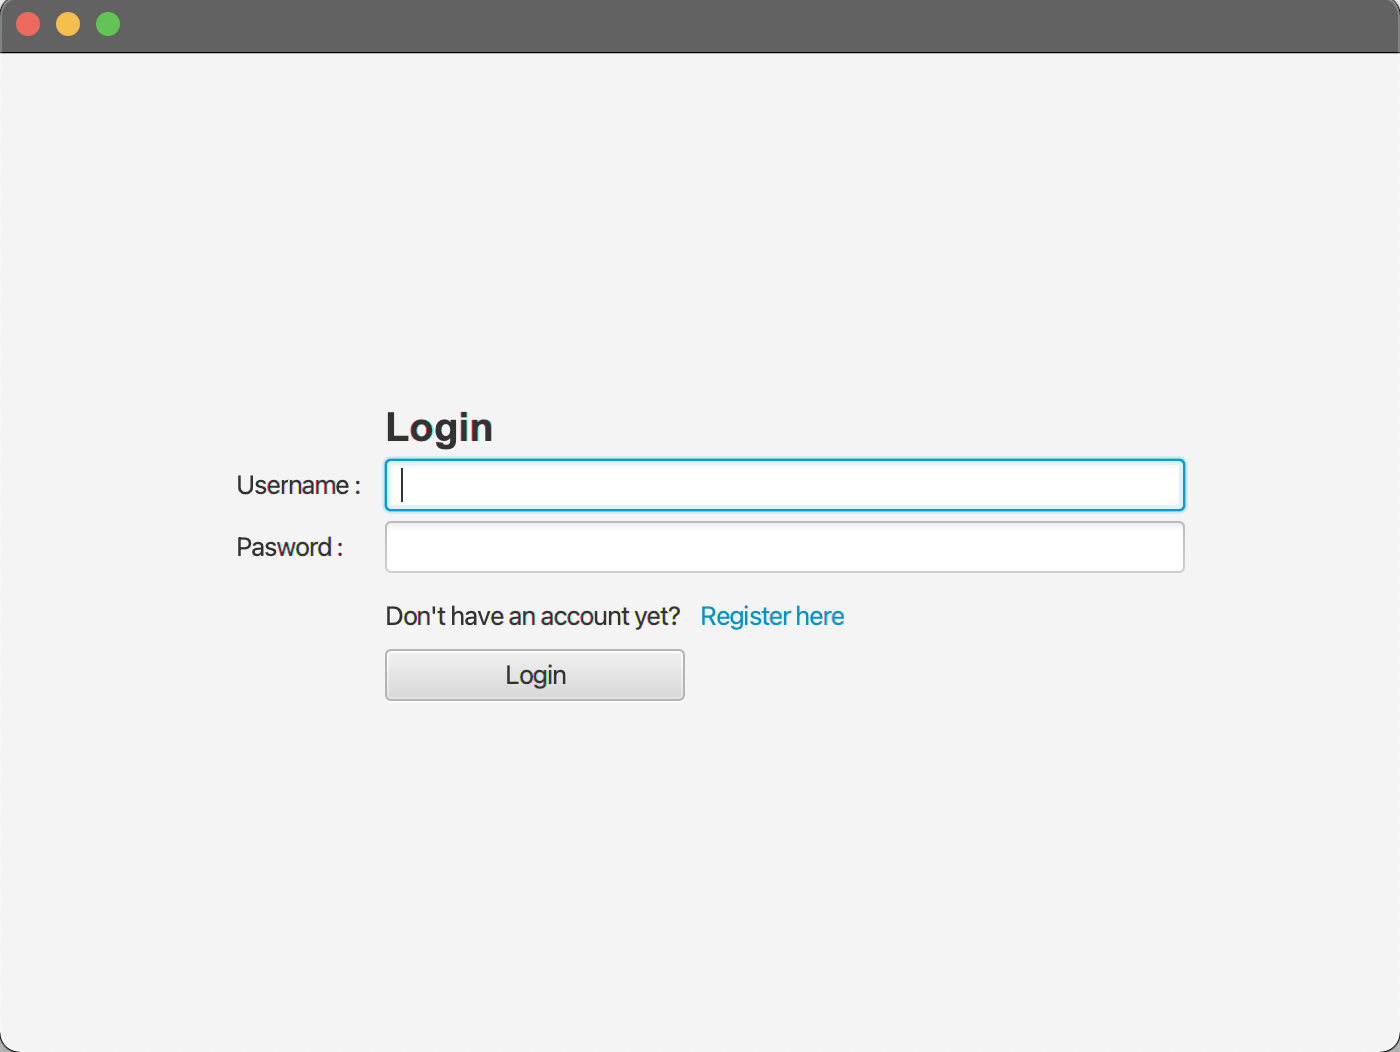 Login
Username :
Pasword :
Don't have an account yet? Register here
Login